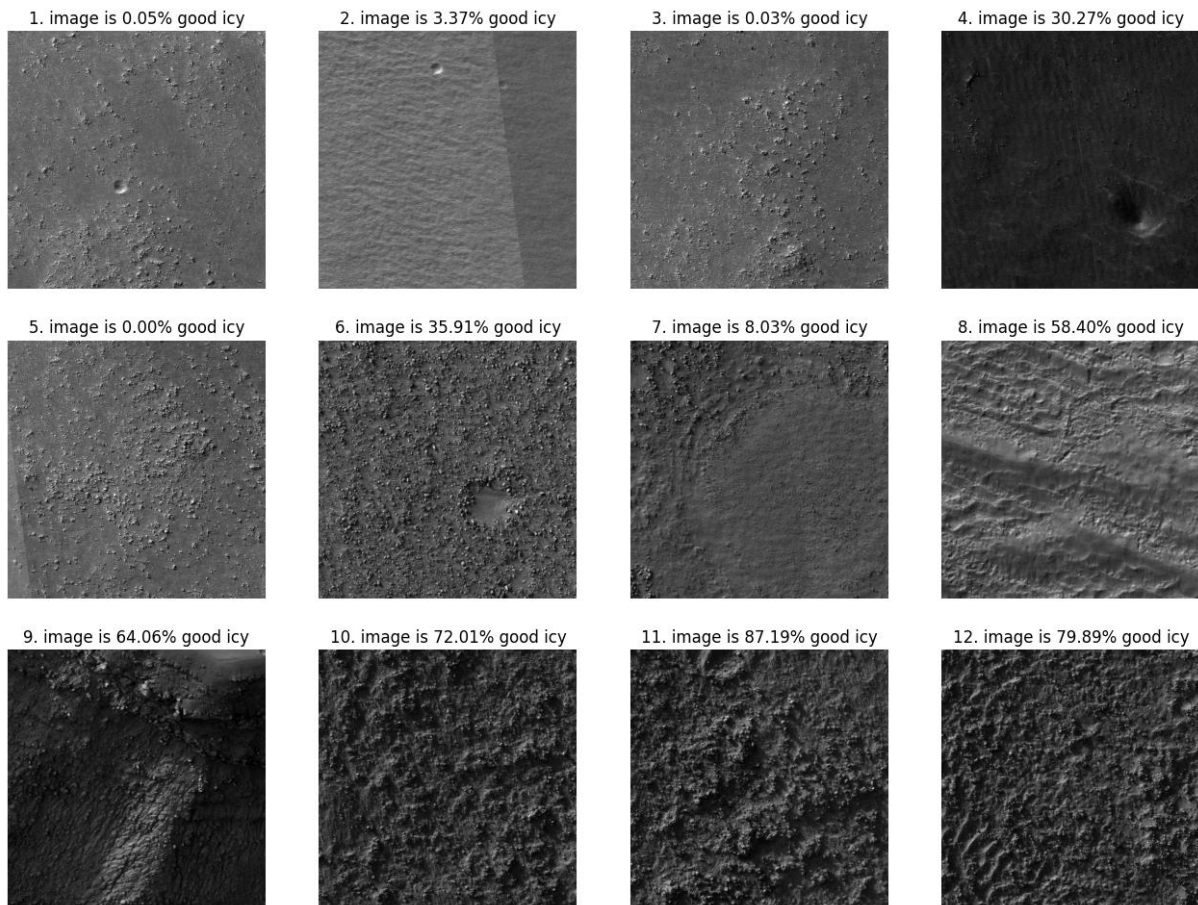 1. image is 0.05% good icy
2. image is 3.37% good icy
3. image is 0.03% good icy
4. image is 30.27% good icy
5. image is 0.00% good icy
6. image is 35.91% good icy
7. image is 8.03% good icy
8. image is 58.40% good icy
9. image is 64.06% good icy
10. image is 72.01% good icy
11. image is 87.19% good icy
12. image is 79.89% good icy